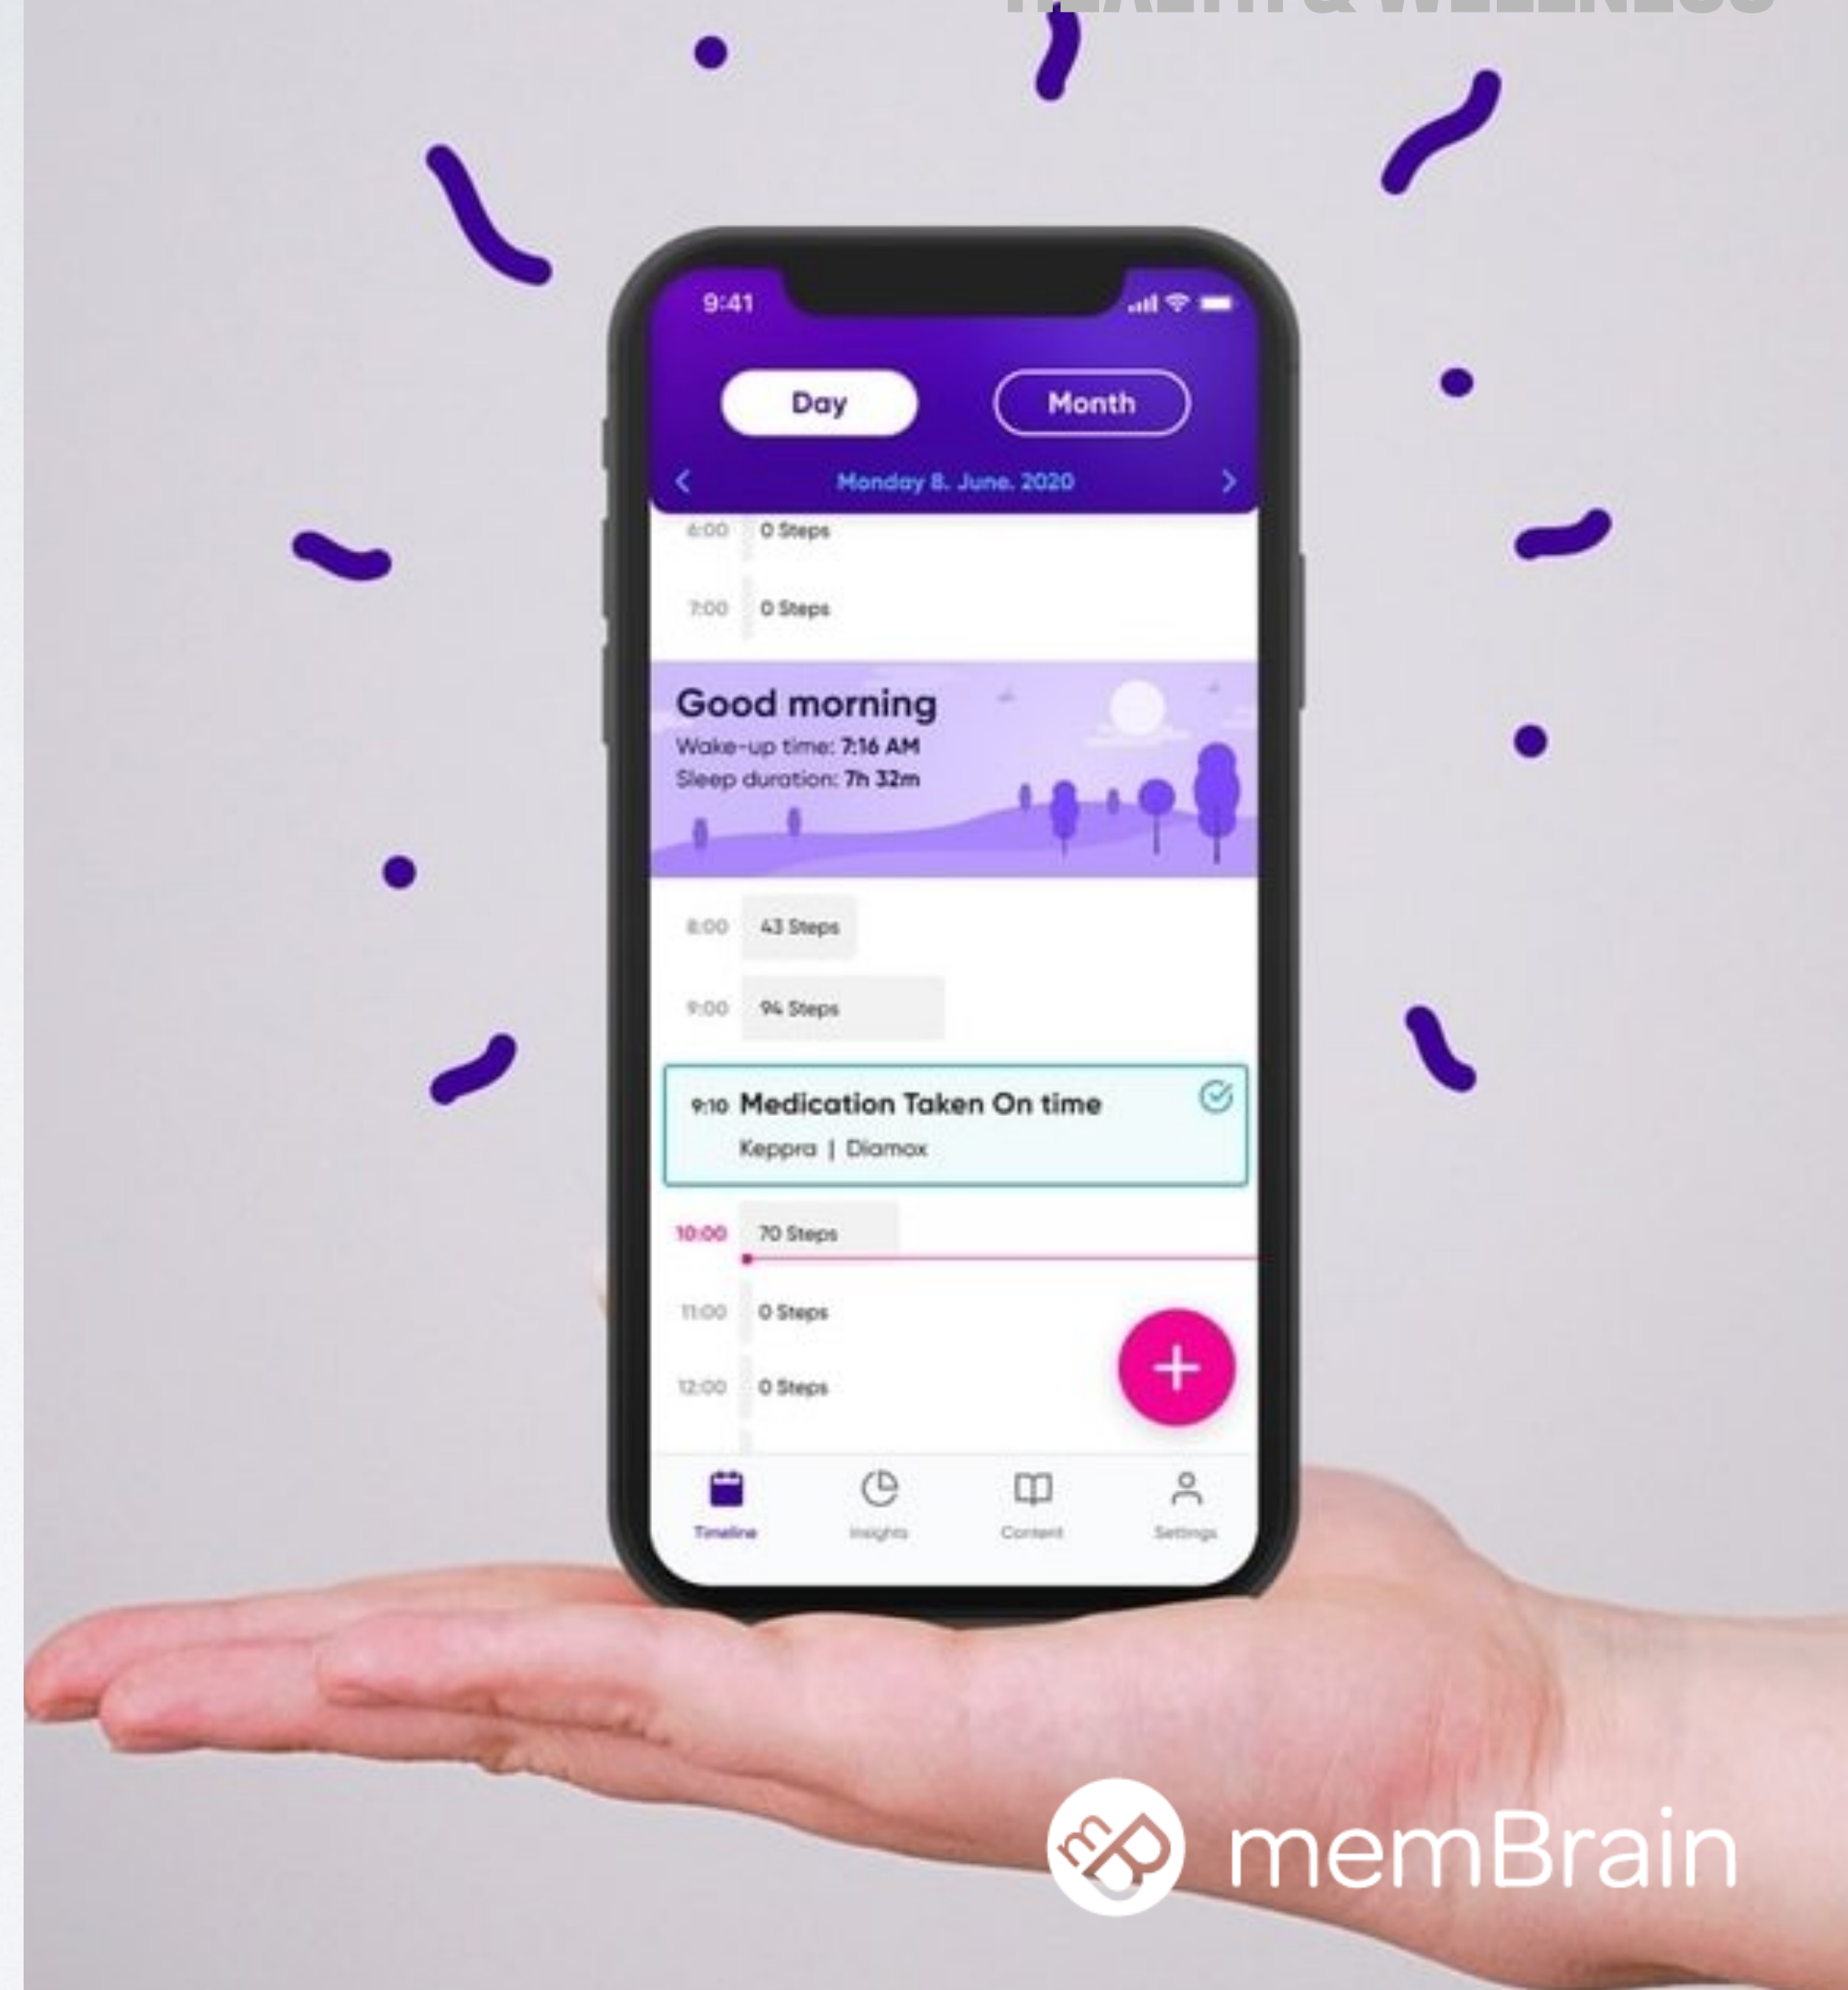 HEALTH & WELLNESS
9:41
Day
Month
Monday 8. June. 2020
6:00 0 Steps
7:00 0 Steps
Good morning
Wake-up time: 7:16 AM
Sleep duration: 7h 32m
8:00 43 Steps
9:00 94 Steps
9:10 Medication Taken On time
Keppra | Diamox
10:00 70 Steps
11:00 0 Steps
12:00 0 Steps
Timeline Insights Content Settings
mB memBrain